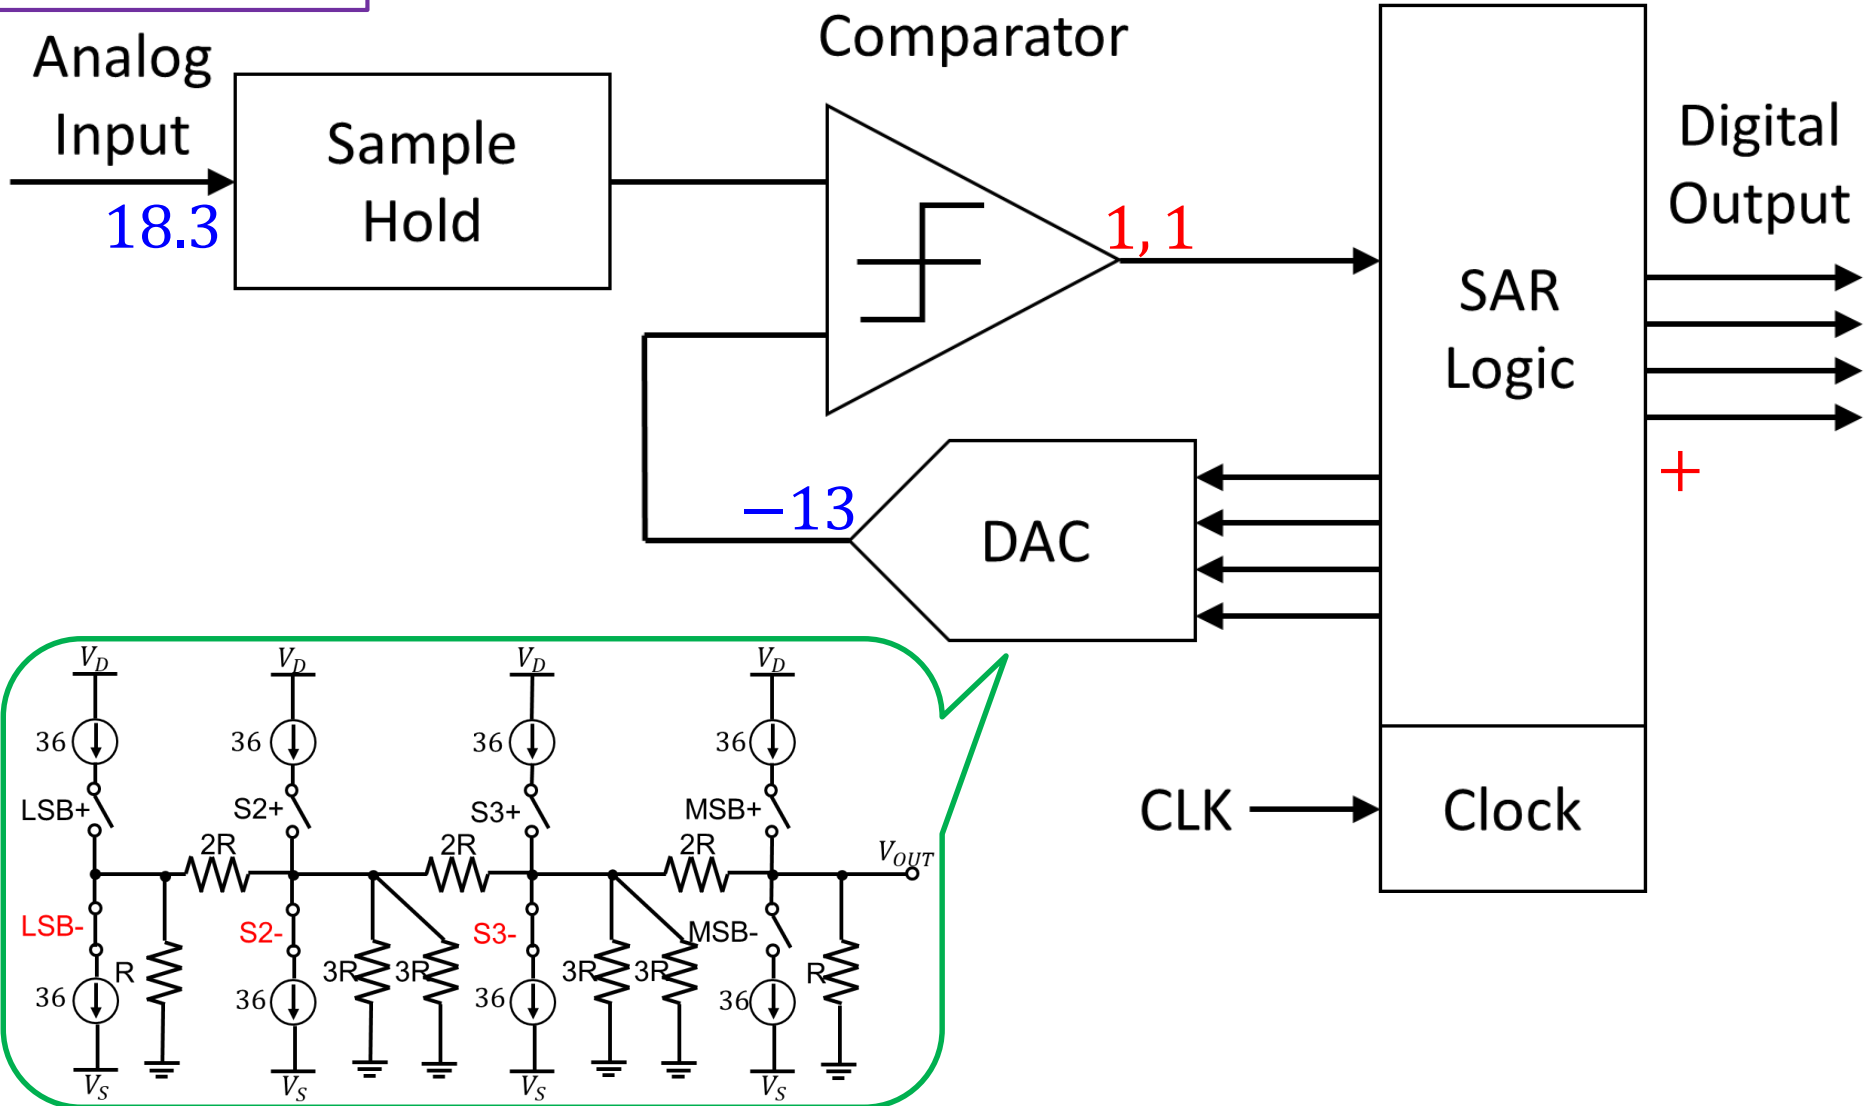 Analog
Input
18.3
Sample
Hold
Comparator
1, 1
SAR
Logic
Digital
Output
+
−13
DAC
CLK
Clock
V_D
V_D
V_D
V_D
36
36
36
36
LSB+
S2+
S3+
MSB+
2R
2R
2R
V_OUT
LSB-
S2-
S3-
MSB-
R
3R
3R
3R
3R
R
36
36
36
36
V_S
V_S
V_S
V_S